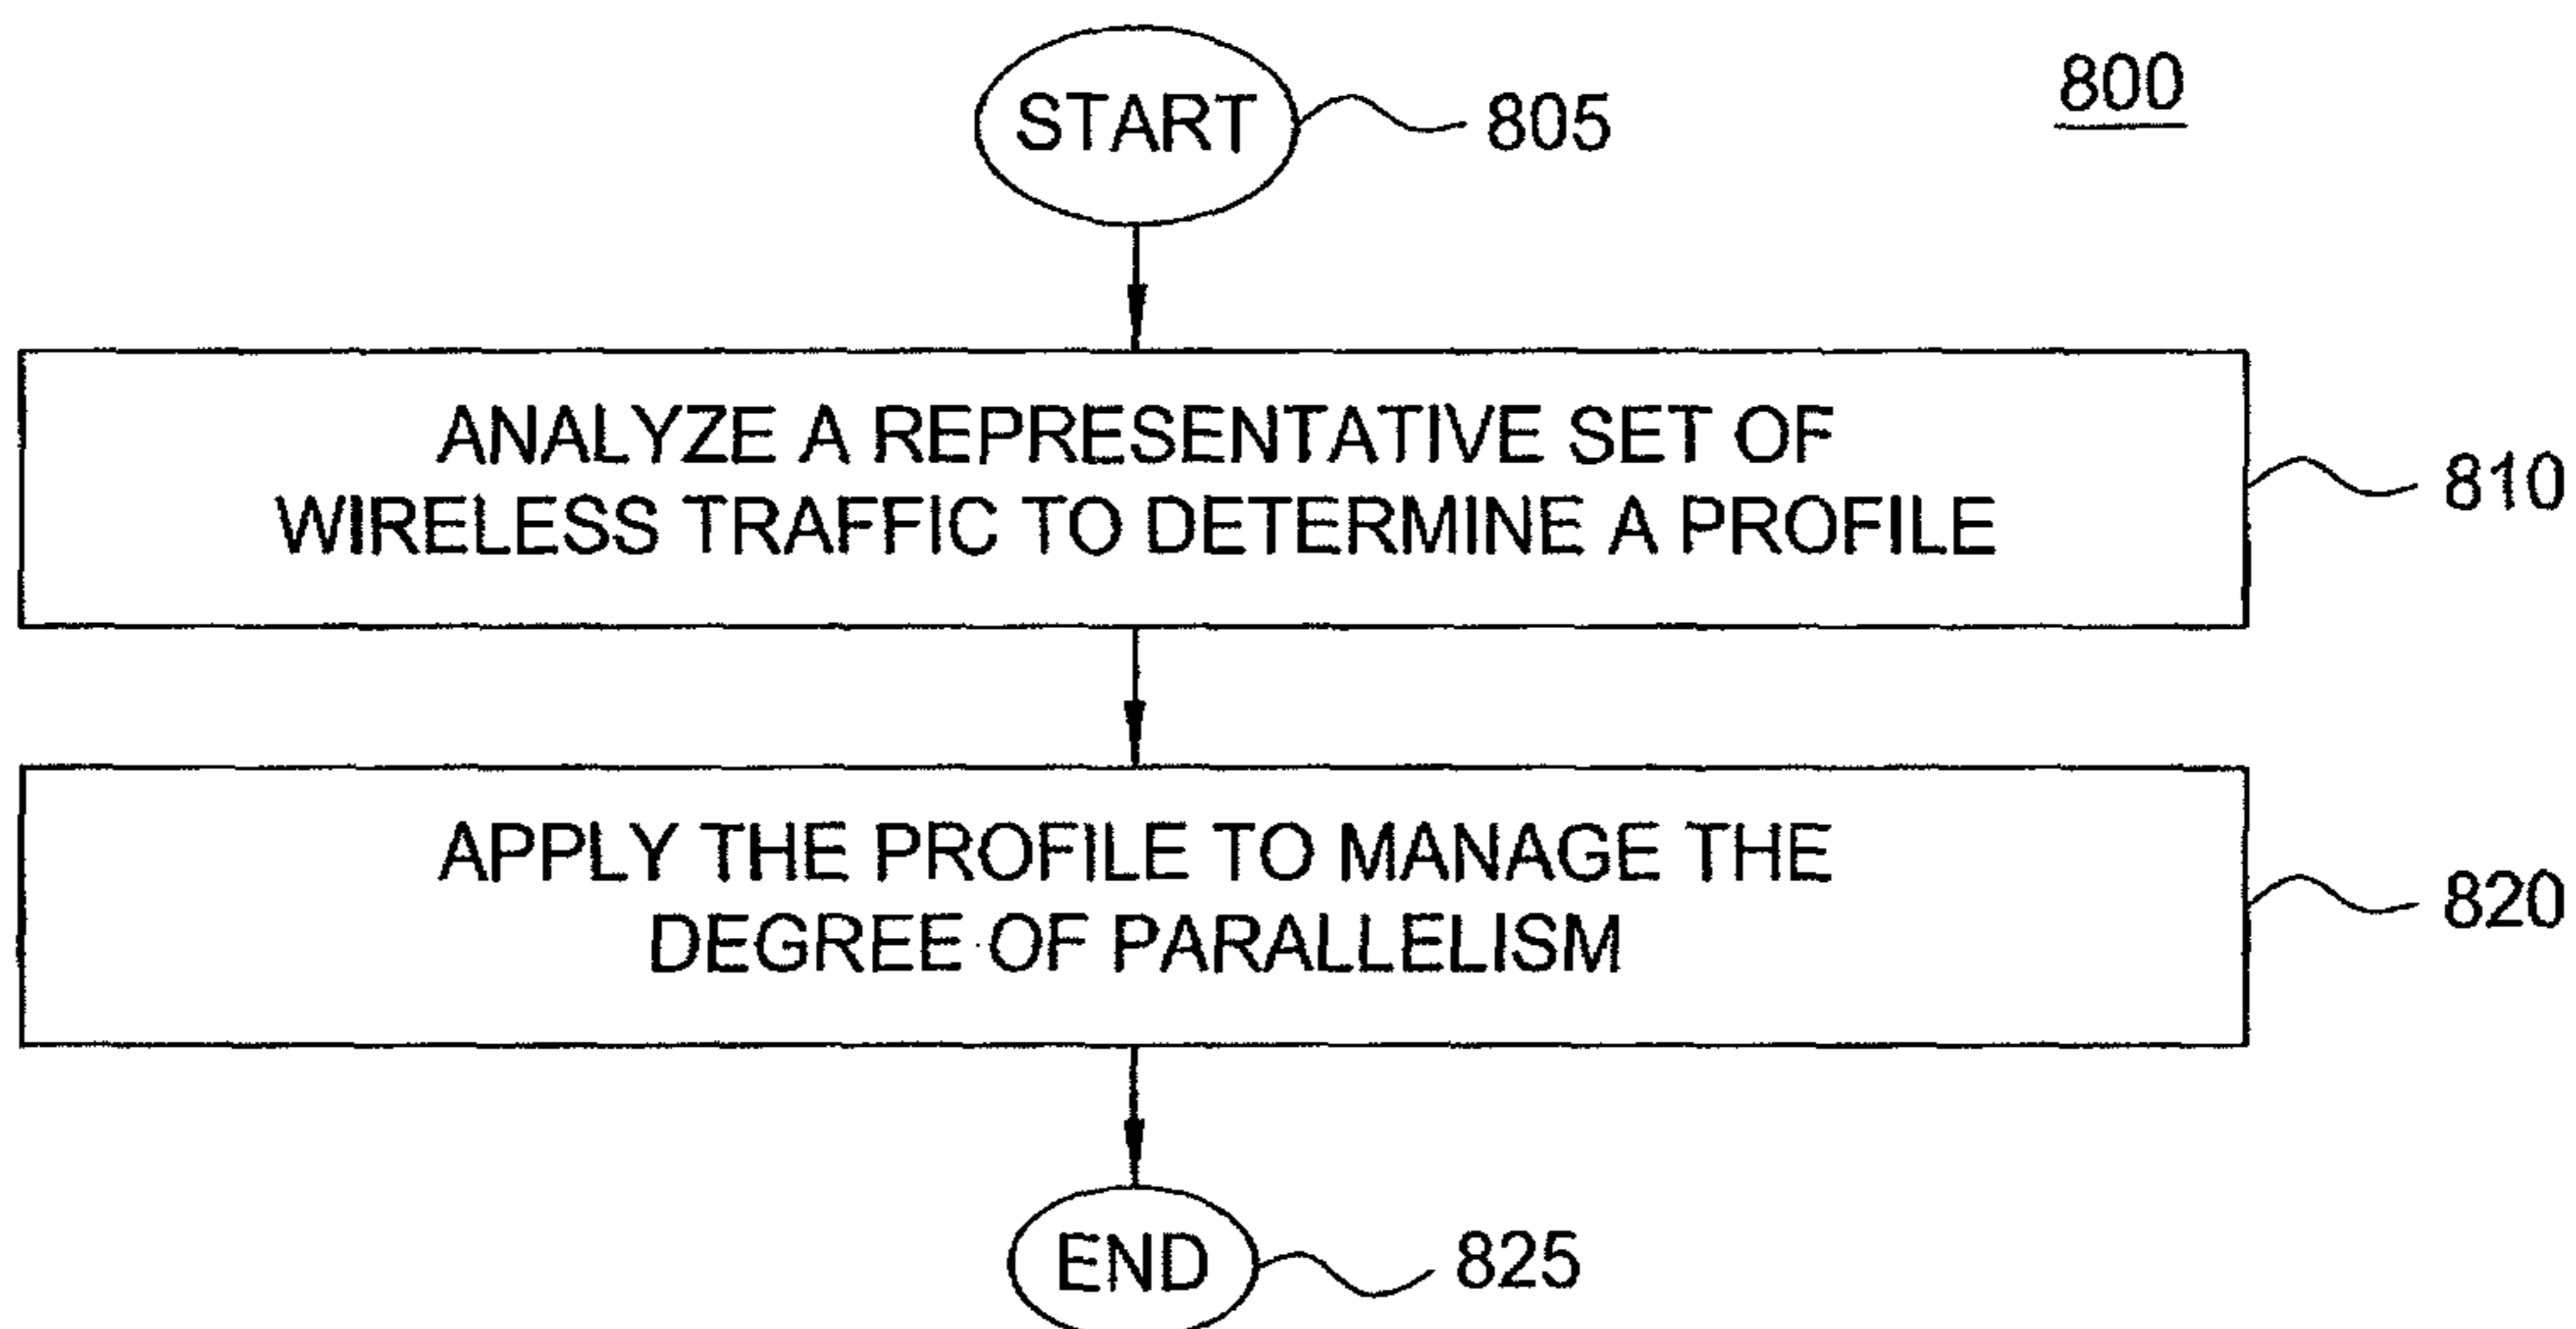 START
805
800
ANALYZE A REPRESENTATIVE SET OF
WIRELESS TRAFFIC TO DETERMINE A PROFILE
810
APPLY THE PROFILE TO MANAGE THE
DEGREE OF PARALLELISM
820
END
825